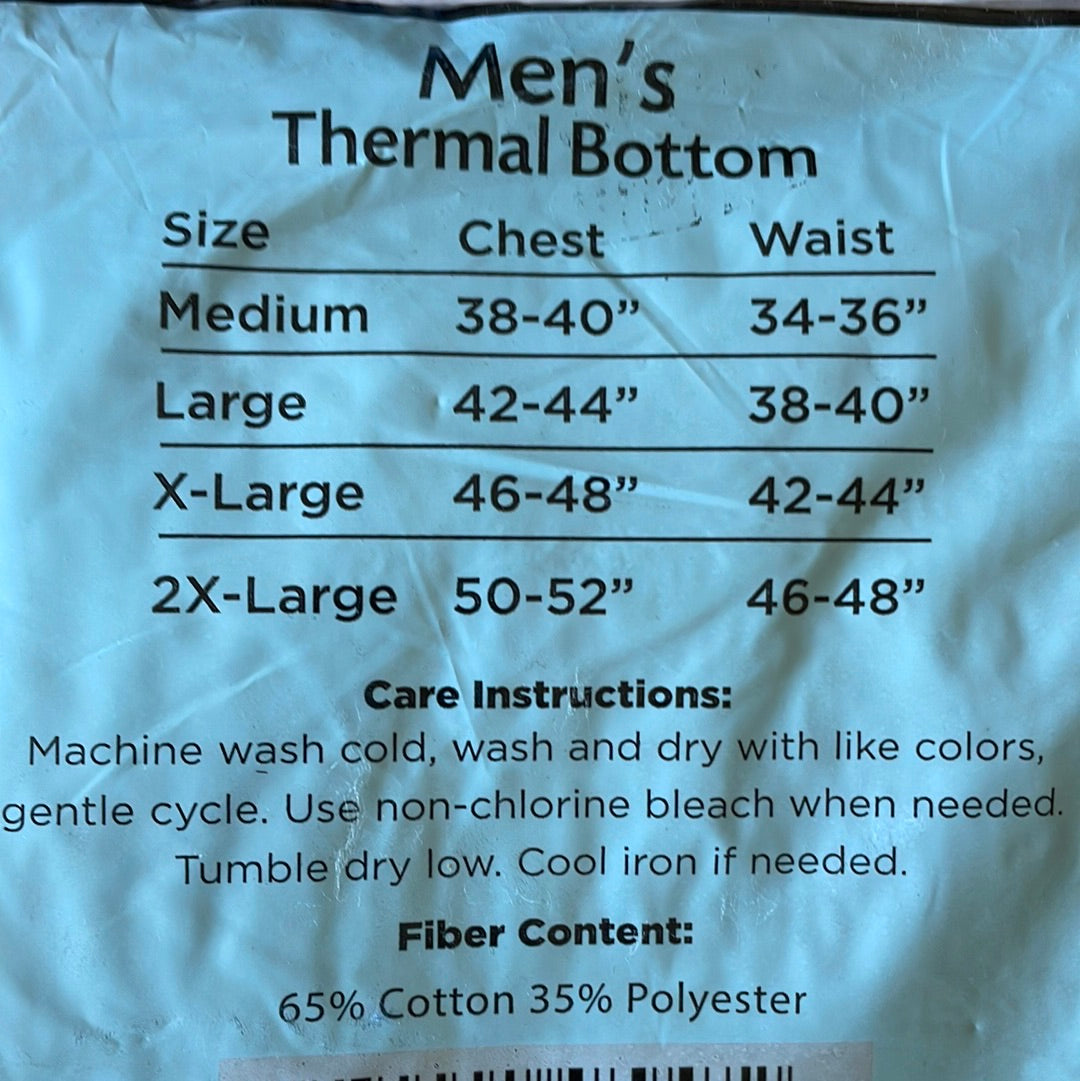 Men’s
Thermal Bottom
Size Chest Waist
Medium 38-40” 34-36”
Large 42-44” 38-40”
X-Large 46-48” 42-44”
2X-Large 50-52” 46-48”
Care Instructions:
Machine wash cold, wash and dry with like colors,
gentle cycle. Use non-chlorine bleach when needed.
Tumble dry low. Cool iron if needed.
Fiber Content:
65% Cotton 35% Polyester